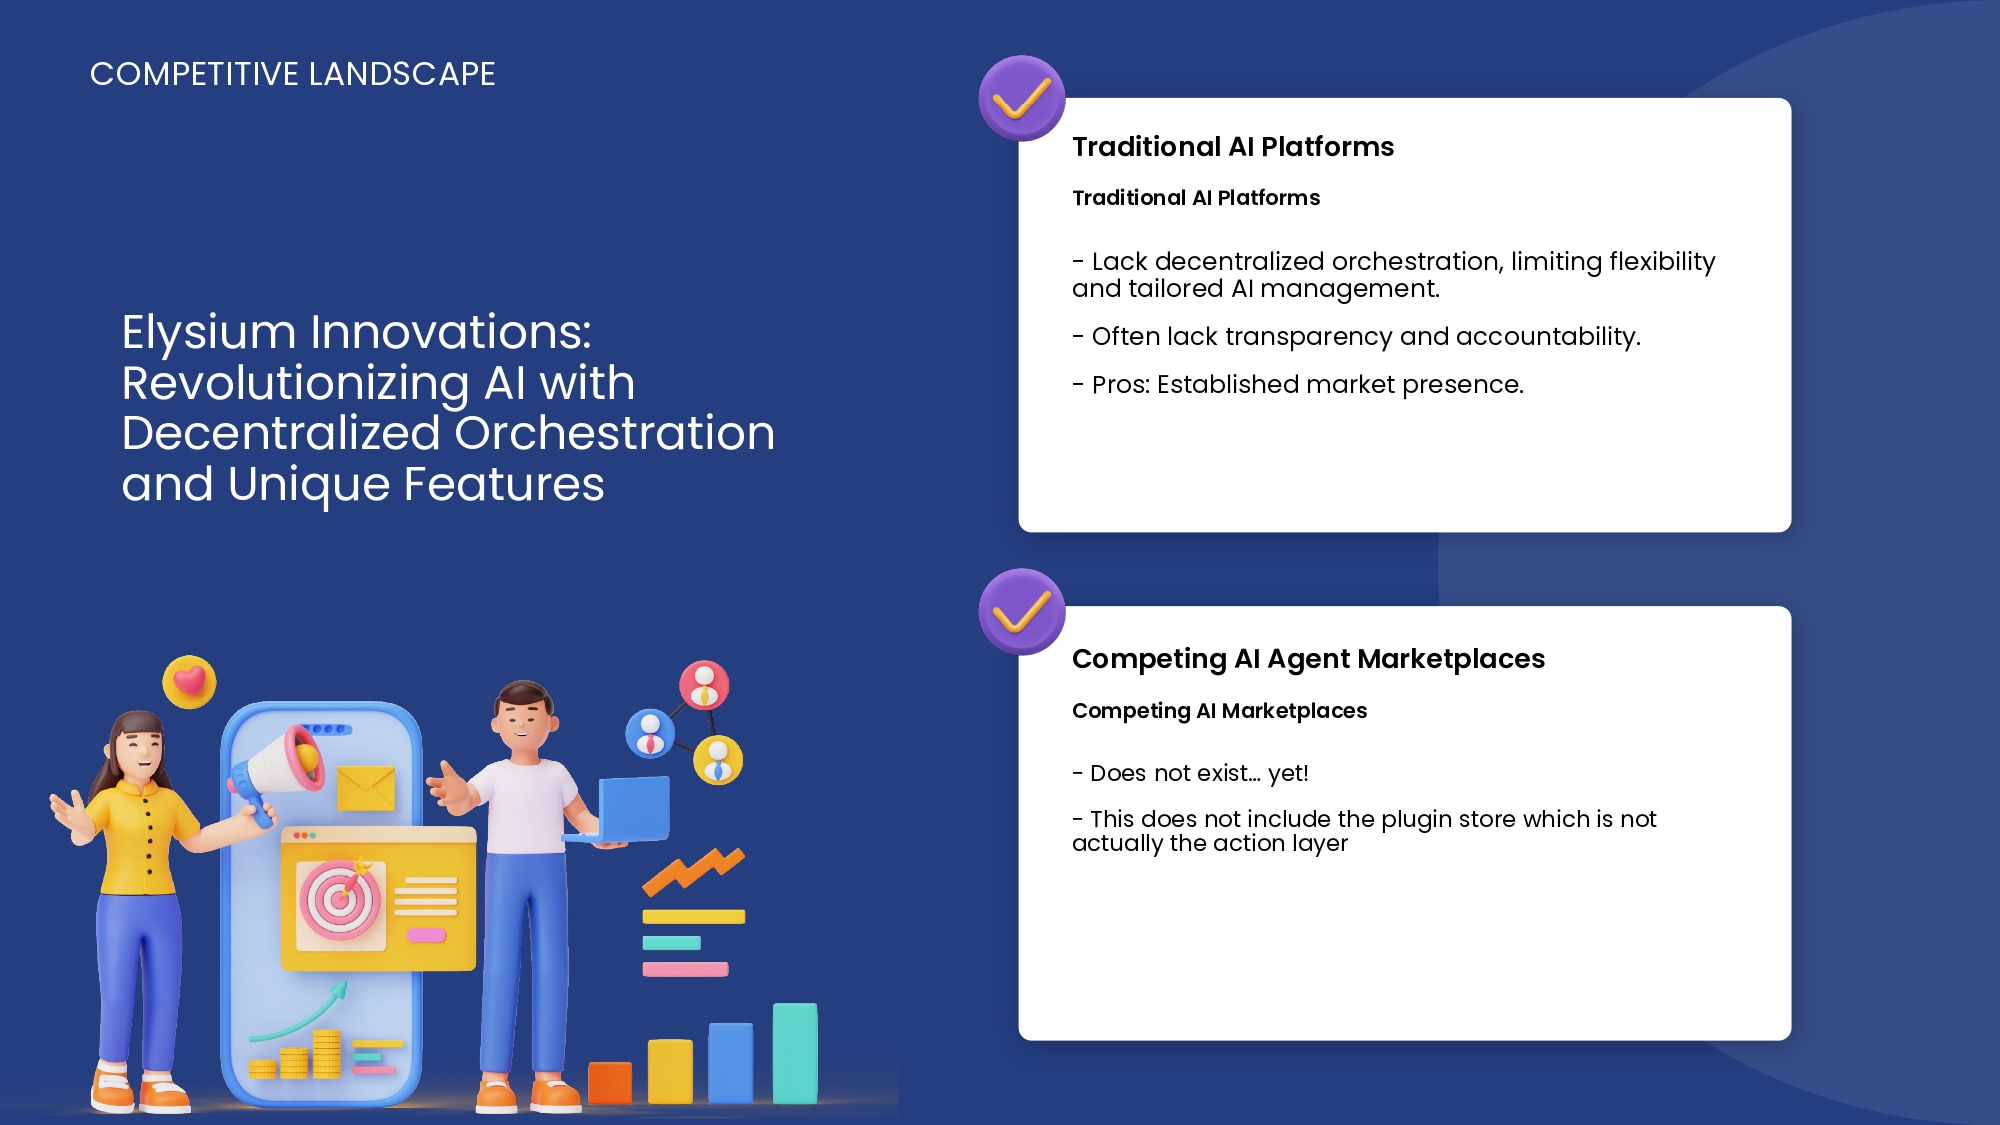 COMPETITIVE LANDSCAPE
Elysium Innovations:
Revolutionizing AI with
Decentralized Orchestration
and Unique Features
Traditional AI Platforms
Traditional AI Platforms
- Lack decentralized orchestration, limiting flexibility
and tailored AI management.
- Often lack transparency and accountability.
- Pros: Established market presence.
Competing AI Agent Marketplaces
Competing AI Marketplaces
- Does not exist... yet!
- This does not include the plugin store which is not
actually the action layer